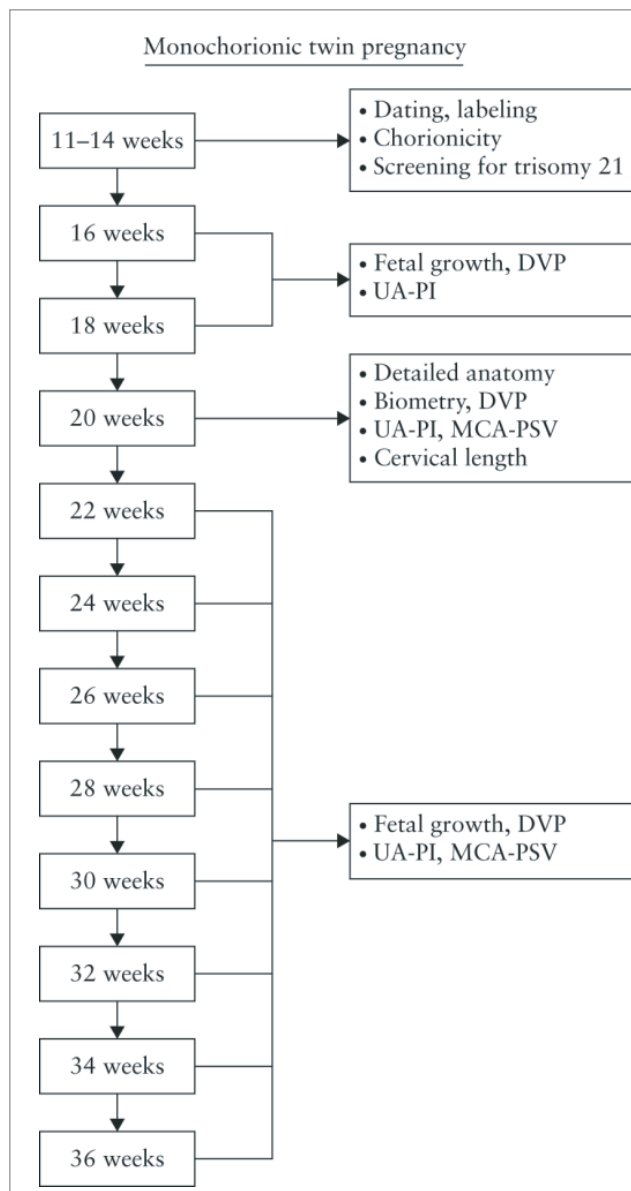 Monochorionic twin pregnancy
11–14 weeks
• Dating, labeling
• Chorionicity
• Screening for trisomy 21
16 weeks
18 weeks
• Fetal growth, DVP
• UA-PI
20 weeks
• Detailed anatomy
• Biometry, DVP
• UA-PI, MCA-PSV
• Cervical length
22 weeks
24 weeks
26 weeks
28 weeks
30 weeks
32 weeks
34 weeks
36 weeks
• Fetal growth, DVP
• UA-PI, MCA-PSV